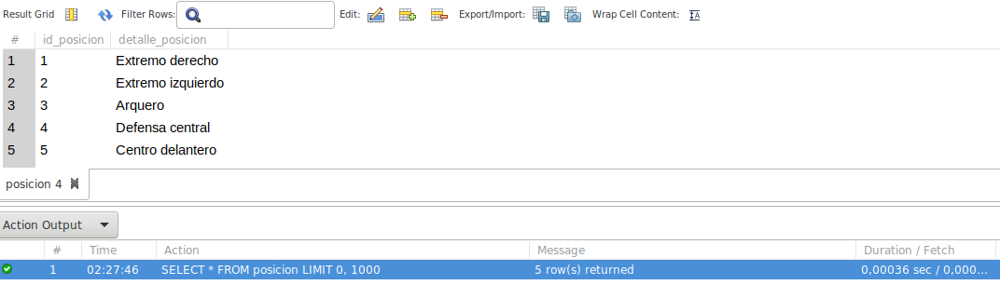 Result Grid Filter Rows: Edit: Export/Import: Wrap Cell Content: IA
# id_posicion detalle_posicion
1 1 Extremo derecho
2 2 Extremo izquierdo
3 3 Arquero
4 4 Defensa central
5 5 Centro delantero
posicion 4
Action Output
# Time Action Message Duration / Fetch
1 02:27:46 SELECT * FROM posicion LIMIT 0, 1000 5 row(s) returned 0,00036 sec / 0,000...